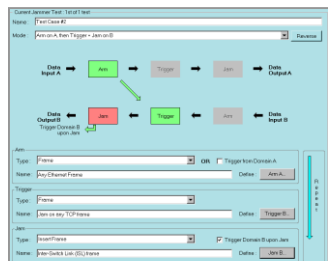 Current Jammer Test : 1st of 1 test
Name: Test Case #2
Mode: Arm on A then Trigger + Jam on B Reverse
Data Input A Arm Trigger Jam Data Output A
Data Output B Jam Trigger Arm Data Input B
Trigger Domain B upon Jam
Arm
Type: Frame OR Trigger from Domain A
Name: Any Ethernet Frame Define: Arm A...
Trigger
Type: Frame
Name: Jam on any TCP frame Define: Trigger B...
Jam
Type: Insert Frame Trigger Domain B upon Jam
Name: Inter-Switch Link (ISL) frame Define: Jam B...
Repeat